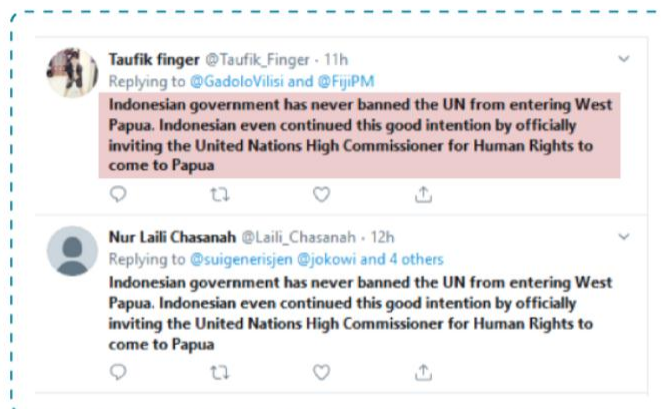 Taufik finger @Taufik_Finger · 11h
Replying to @GadoloVilisi and @FijiPM
Indonesian government has never banned the UN from entering West
Papua. Indonesian even continued this good intention by officially
inviting the United Nations High Commissioner for Human Rights to
come to Papua
Nur Laili Chasanah @Laili_Chasanah · 12h
Replying to @suigenerisjen @jokowi and 4 others
Indonesian government has never banned the UN from entering West
Papua. Indonesian even continued this good intention by officially
inviting the United Nations High Commissioner for Human Rights to
come to Papua